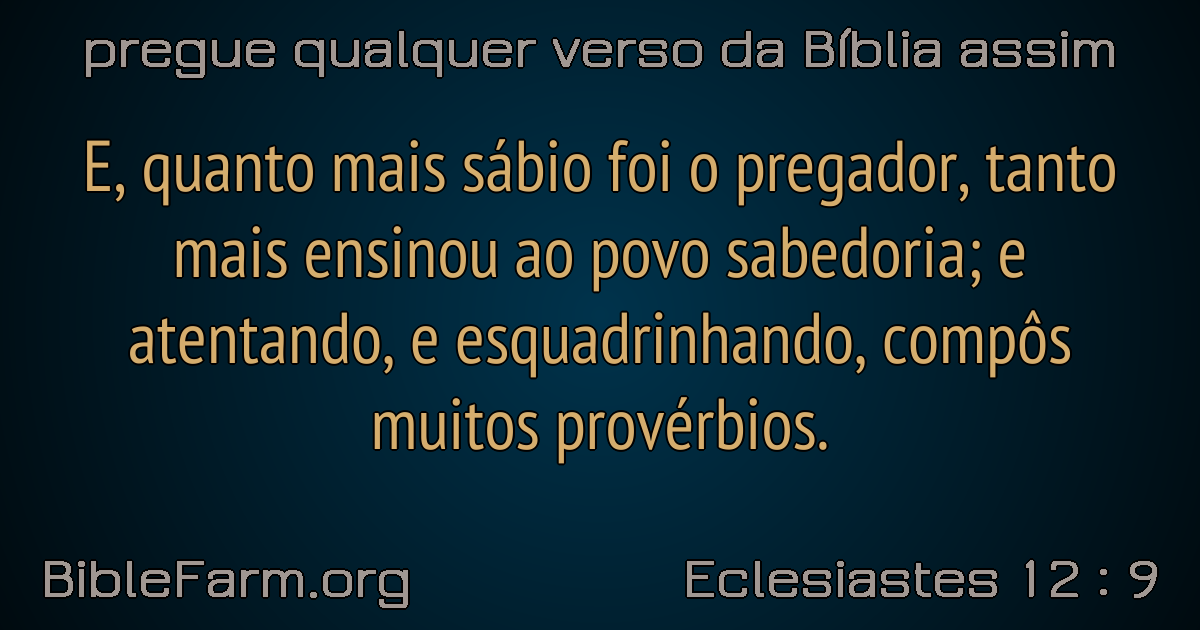 pregue qualquer verso da Bíblia assim
E, quanto mais sábio foi o pregador, tanto
mais ensinou ao povo sabedoria; e
atentando, e esquadrinhando, compôs
muitos provérbios.
BibleFarm.org
Eclesiastes 12 : 9